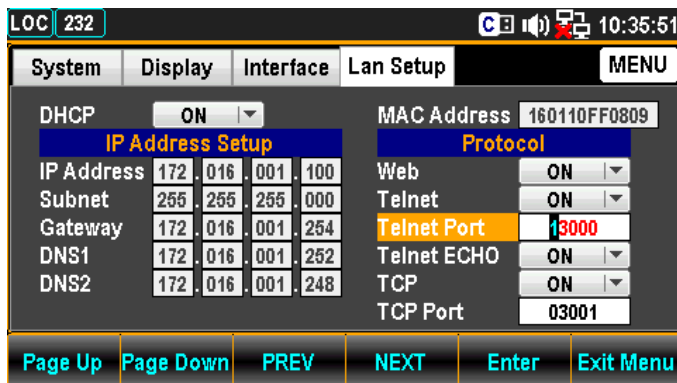 LOC 232 C 10:35:51
System Display Interface Lan Setup MENU
DHCP ON MAC Address 160110FF0809
IP Address Setup Protocol
IP Address 172.016.001.100 Web ON
Subnet 255.255.255.000 Telnet ON
Gateway 172.016.001.254 Telnet Port 13000
DNS1 172.016.001.252 Telnet ECHO ON
DNS2 172.016.001.248 TCP ON
TCP Port 03001
Page Up Page Down PREV NEXT Enter Exit Menu